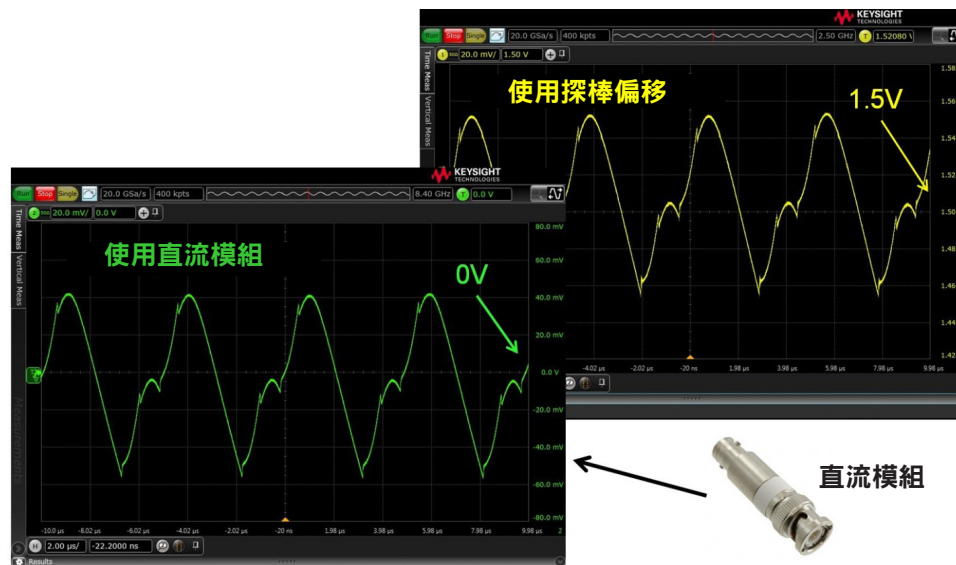 KEYSIGHT
TECHNOLOGIES
Run Stop Single 20.0 GSa/s 400 kpts 2.50 GHz T 1.52080 V
1 20.0 mV/ 1.50 V
Time Meas
Vertical Meas
使用探棒偏移
1.5V
1.58
1.56
1.54
1.52
1.50
1.48
1.46
1.44
1.42
-4.02 µs -2.02 µs -20 ns 1.98 µs 3.98 µs 5.98 µs 7.98 µs 9.98 µs
KEYSIGHT
TECHNOLOGIES
Run Stop Single 20.0 GSa/s 400 kpts 8.40 GHz T 0.0 V
2 20.0 mV/ 0.0 V
Time Meas
Vertical Meas
Measurements
使用直流模組
0V
80.0 mV
60.0 mV
40.0 mV
20.0 mV
0.0 V
-20.0 mV
-40.0 mV
-60.0 mV
-80.0 mV
-10.0 µs -8.02 µs -6.02 µs -4.02 µs -2.02 µs -20 ns 1.98 µs 3.98 µs 5.98 µs 7.98 µs 9.98 µs 2
H 2.00 µs/ -22.2000 ns
Results
直流模組